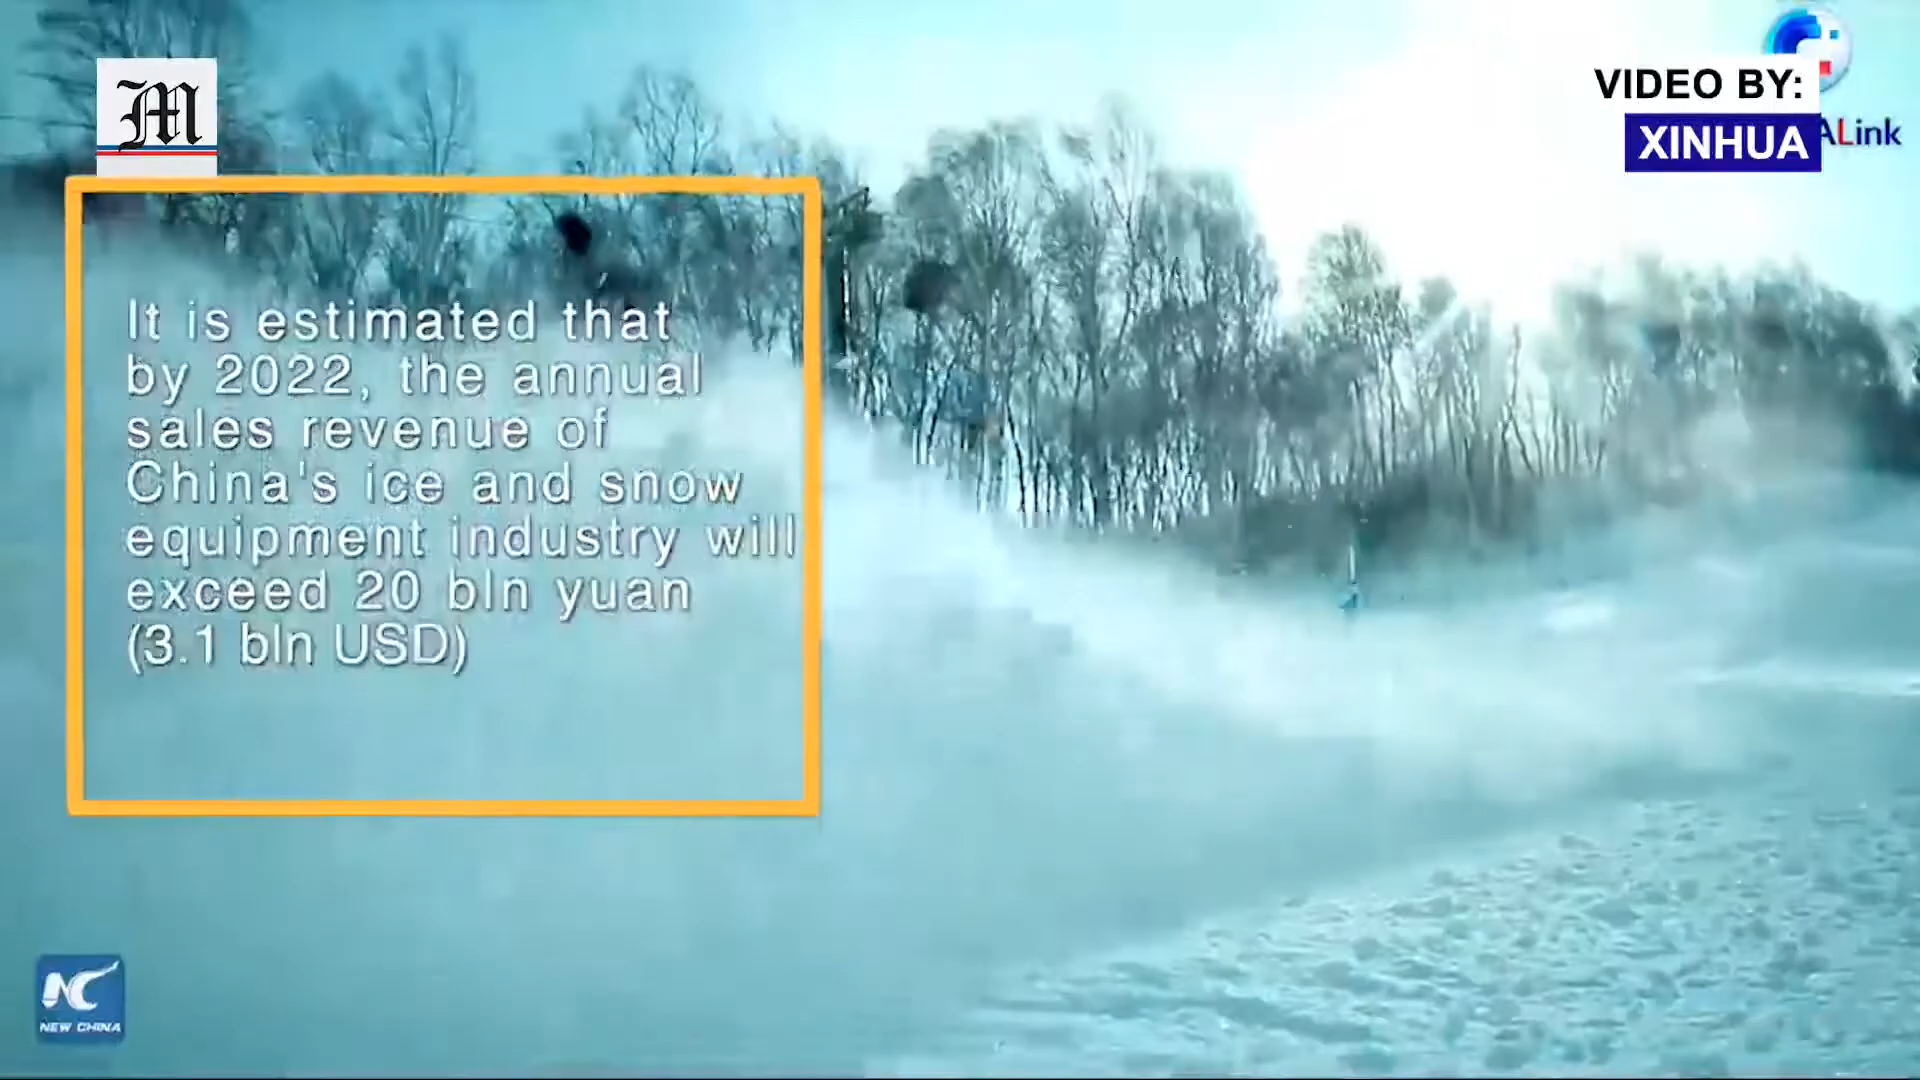 M
VIDEO BY:
XINHUA
ALink
It is estimated that
by 2022, the annual
sales revenue of
China's ice and snow
equipment industry will
exceed 20 bln yuan
(3.1 bln USD)
NC
NEW CHINA